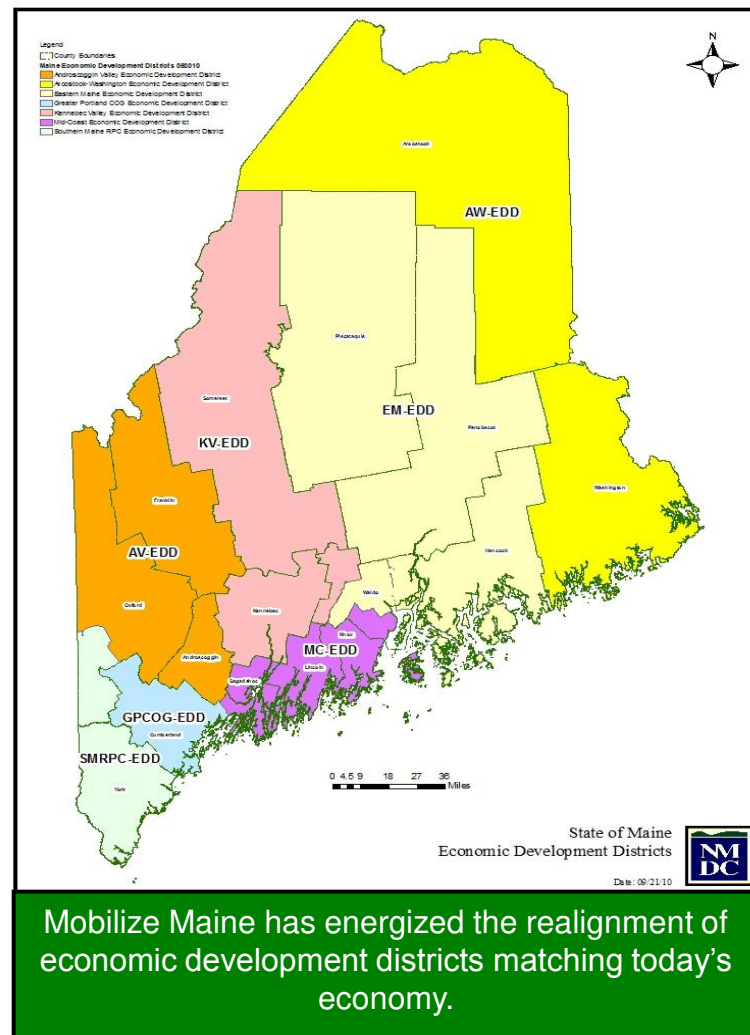 Legend
County Boundaries
Maine Economic Development Districts 083010
Androscoggin Valley Economic Development District
Aroostook-Washington Economic Development District
Eastern Maine Economic Development District
Greater Portland COG Economic Development District
Kennebec Valley Economic Development District
Mid-Coast Economic Development District
Southern Maine RPC Economic Development District
N
Aroostook
AW-EDD
Piscataquis
Somerset
EM-EDD
Penobscot
KV-EDD
Washington
Franklin
Hancock
AV-EDD
Waldo
Oxford
Kennebec
Knox
MC-EDD
Androscoggin
Lincoln
Sagadahoc
GPCOG-EDD
Cumberland
SMRPC-EDD
York
0 4.5 9 18 27 36
Miles
State of Maine
Economic Development Districts
NM
DC
Date: 09/21/10
Mobilize Maine has energized the realignment of
economic development districts matching today’s
economy.